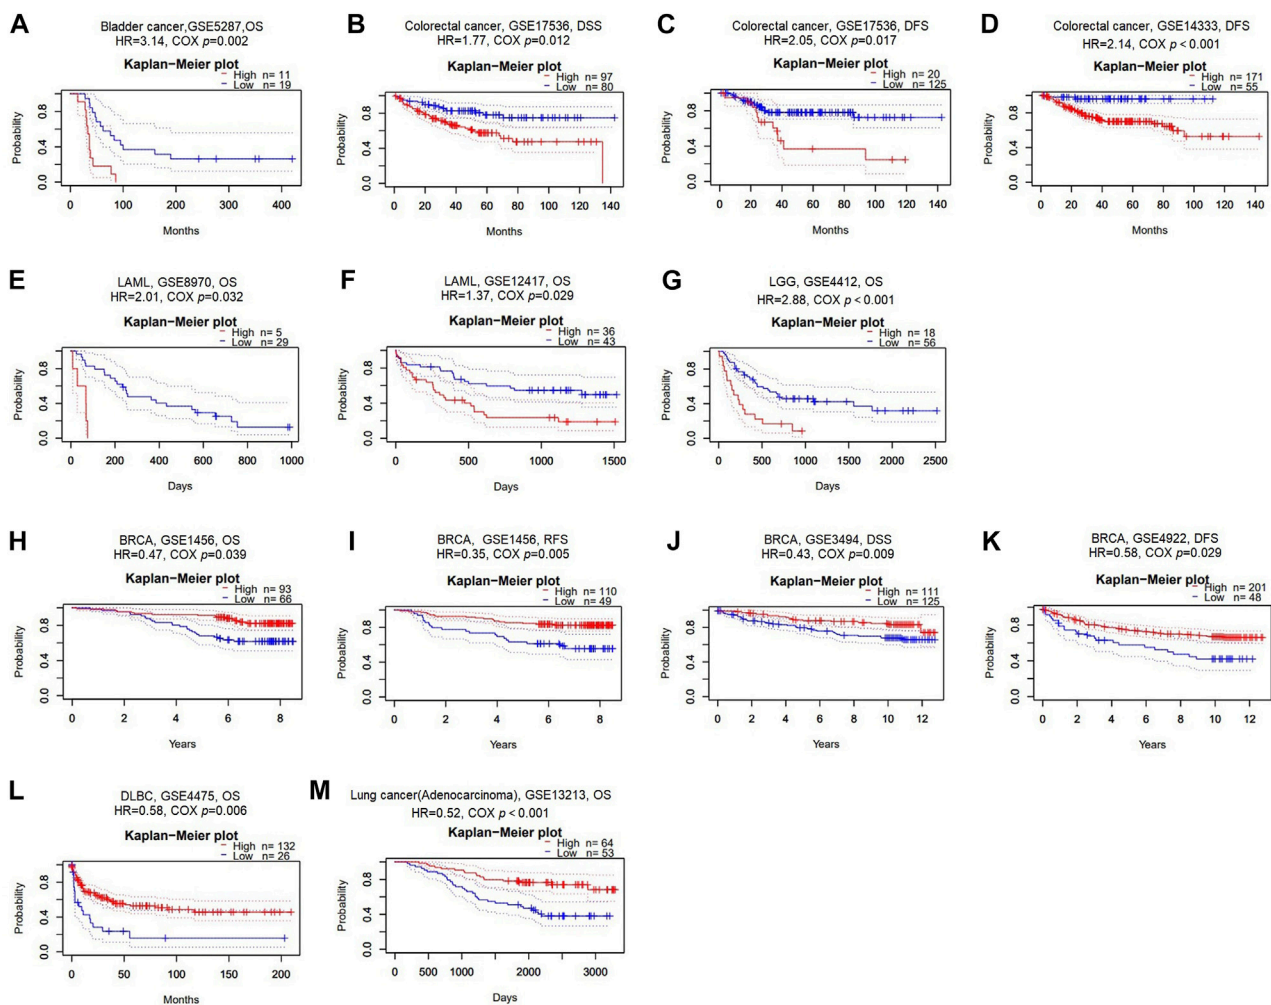 A
Bladder cancer,GSE5287,OS
HR=3.14, COX p=0.002
Kaplan−Meier plot
High n= 11
Low n= 19
Probability
0.8
0.4
0.0
0 100 200 300 400
Months
B
Colorectal cancer, GSE17536, DSS
HR=1.77, COX p=0.012
Kaplan−Meier plot
High n= 97
Low n= 80
Probability
0.8
0.4
0.0
0 20 40 60 80 100 120 140
Months
C
Colorectal cancer, GSE17536, DFS
HR=2.05, COX p=0.017
Kaplan−Meier plot
High n= 20
Low n= 125
Probability
0.8
0.4
0.0
0 20 40 60 80 100 120 140
Months
D
Colorectal cancer, GSE14333, DFS
HR=2.14, COX p < 0.001
Kaplan−Meier plot
High n= 171
Low n= 55
Probability
0.8
0.4
0.0
0 20 40 60 80 100 120 140
Months
E
LAML, GSE8970, OS
HR=2.01, COX p=0.032
Kaplan−Meier plot
High n= 5
Low n= 29
Probability
0.8
0.4
0.0
0 200 400 600 800 1000
Days
F
LAML, GSE12417, OS
HR=1.37, COX p=0.029
Kaplan−Meier plot
High n= 36
Low n= 43
Probability
0.8
0.4
0.0
0 500 1000 1500
Days
G
LGG, GSE4412, OS
HR=2.88, COX p < 0.001
Kaplan−Meier plot
High n= 18
Low n= 56
Probability
0.8
0.4
0.0
0 500 1000 1500 2000 2500
Days
H
BRCA, GSE1456, OS
HR=0.47, COX p=0.039
Kaplan−Meier plot
High n= 93
Low n= 66
Probability
0.8
0.4
0.0
0 2 4 6 8
Years
I
BRCA, GSE1456, RFS
HR=0.35, COX p=0.005
Kaplan−Meier plot
High n= 110
Low n= 49
Probability
0.8
0.4
0.0
0 2 4 6 8
Years
J
BRCA, GSE3494, DSS
HR=0.43, COX p=0.009
Kaplan−Meier plot
High n= 111
Low n= 125
Probability
0.8
0.4
0.0
0 2 4 6 8 10 12
Years
K
BRCA, GSE4922, DFS
HR=0.58, COX p=0.029
Kaplan−Meier plot
High n= 201
Low n= 48
Probability
0.8
0.4
0.0
0 2 4 6 8 10 12
Years
L
DLBC, GSE4475, OS
HR=0.58, COX p=0.006
Kaplan−Meier plot
High n= 132
Low n= 26
Probability
0.8
0.4
0.0
0 50 100 150 200
Months
M
Lung cancer(Adenocarcinoma), GSE13213, OS
HR=0.52, COX p < 0.001
Kaplan−Meier plot
High n= 64
Low n= 53
Probability
0.8
0.4
0.0
0 500 1000 2000 3000
Days